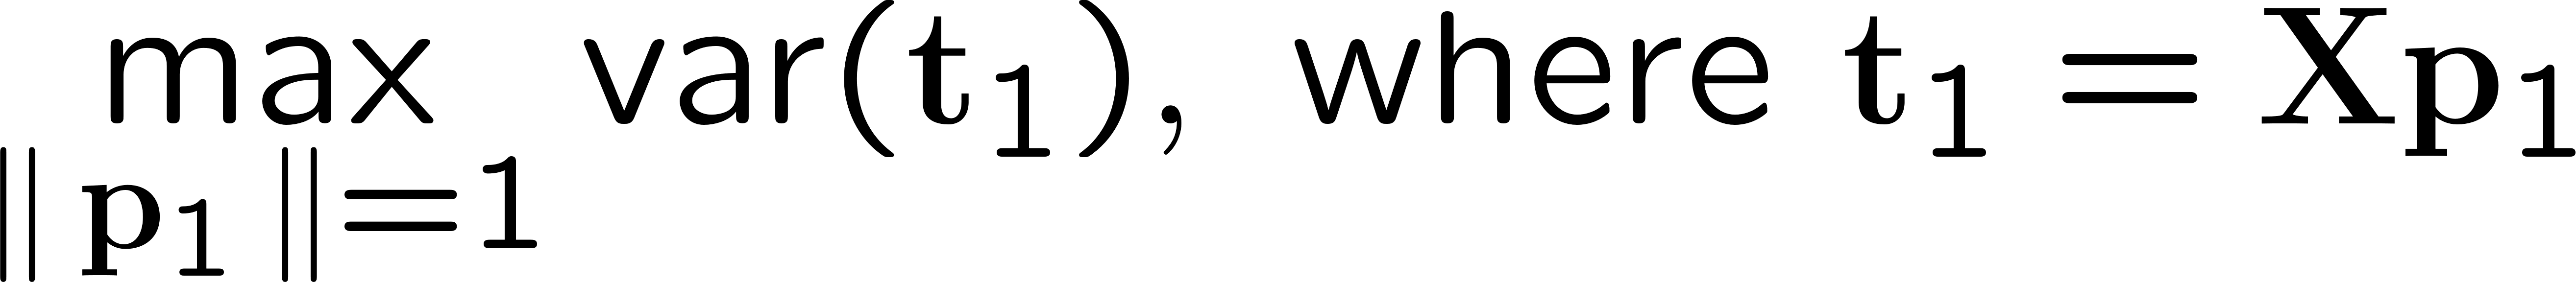 max var(t₁), where t₁ = Xp₁
‖ p₁ ‖=1